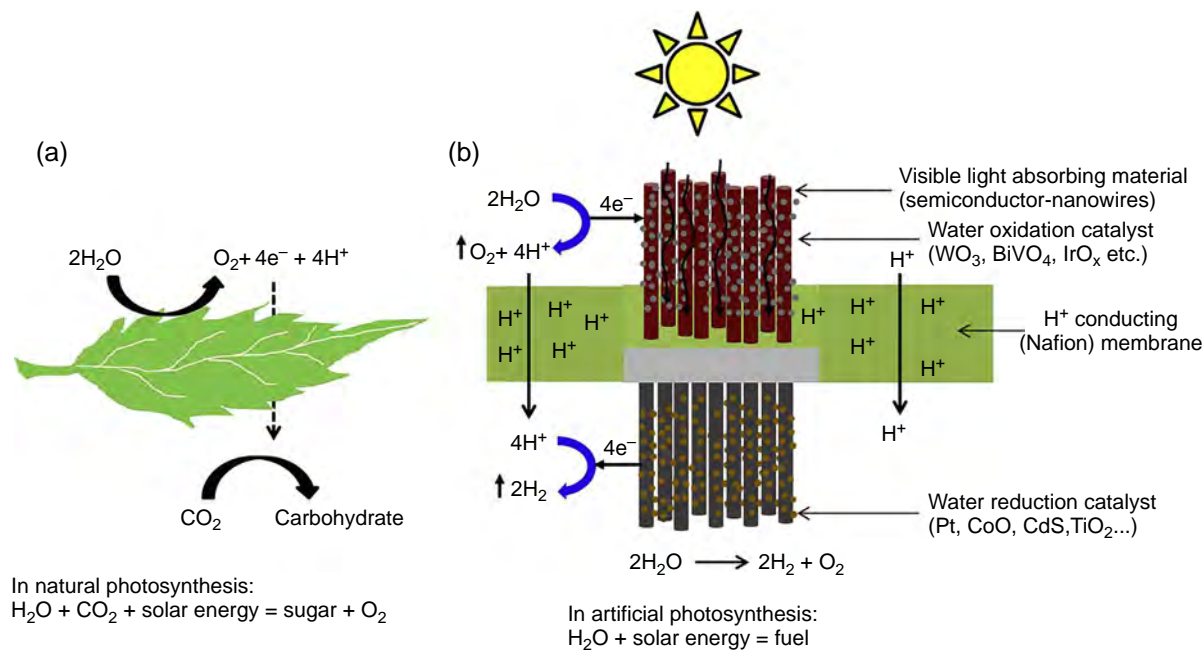 (a)
2H₂O
O₂+ 4e⁻ + 4H⁺
CO₂
Carbohydrate
In natural photosynthesis:
H₂O + CO₂ + solar energy = sugar + O₂
(b)
2H₂O
4e⁻
O₂+ 4H⁺
Visible light absorbing material
(semiconductor-nanowires)
Water oxidation catalyst
(WO₃, BiVO₄, IrOₓ etc.)
H⁺
H⁺
H⁺
H⁺
H⁺
H⁺
H⁺
H⁺
H⁺
H⁺
H⁺
H⁺ conducting
(Nafion) membrane
H⁺
4H⁺
4e⁻
2H₂
Water reduction catalyst
(Pt, CoO, CdS,TiO₂...)
2H₂O
2H₂ + O₂
In artificial photosynthesis:
H₂O + solar energy = fuel